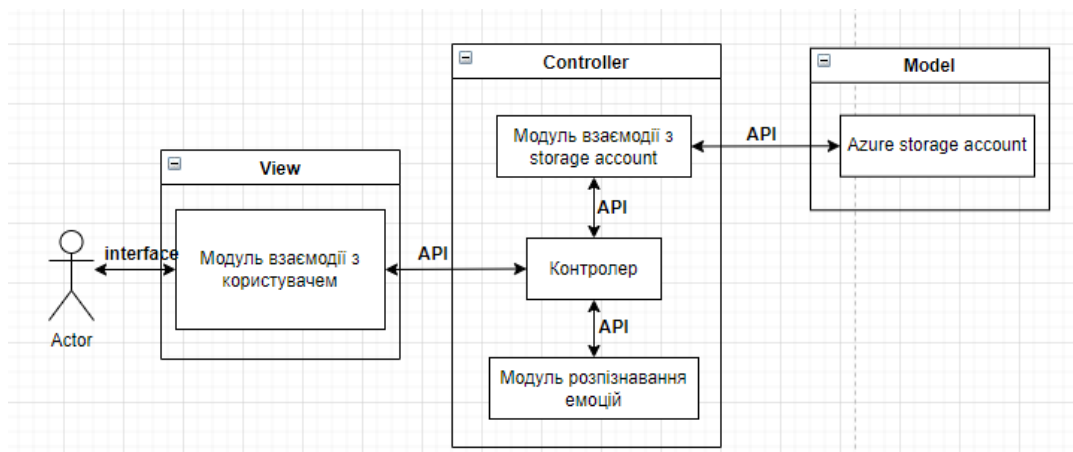 Controller
Model
Модуль взаємодії з
storage account
API
Azure storage account
View
API
interface
Модуль взаємодії з
користувачем
API
Контролер
Actor
API
Модуль розпізнавання
емоцій